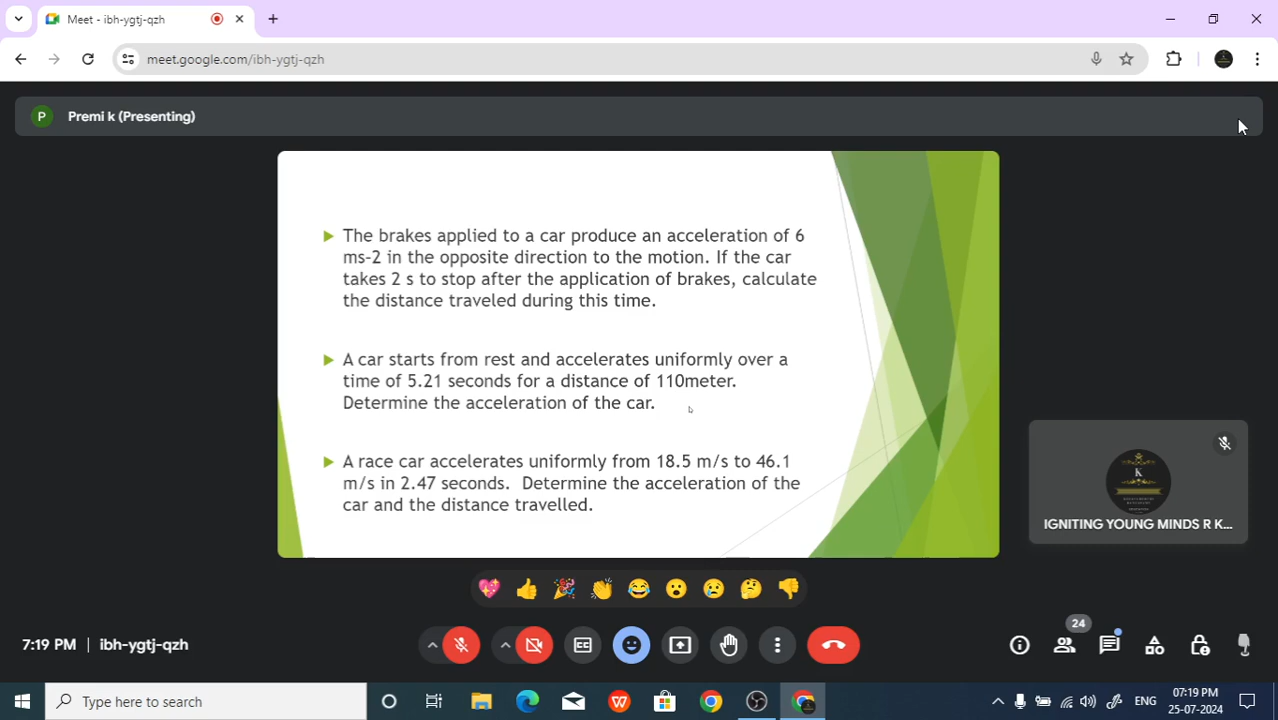 Meet - ibh-ygtj-qzh
meet.google.com/ibh-ygtj-qzh
P Premi k (Presenting)
The brakes applied to a car produce an acceleration of 6
ms-2 in the opposite direction to the motion. If the car
takes 2 s to stop after the application of brakes, calculate
the distance traveled during this time.
A car starts from rest and accelerates uniformly over a
time of 5.21 seconds for a distance of 110meter.
Determine the acceleration of the car.
A race car accelerates uniformly from 18.5 m/s to 46.1
m/s in 2.47 seconds. Determine the acceleration of the
car and the distance travelled.
K
IGNITING YOUNG MINDS R K...
24
7:19 PM | ibh-ygtj-qzh
Type here to search
W
ENG
07:19 PM
25-07-2024